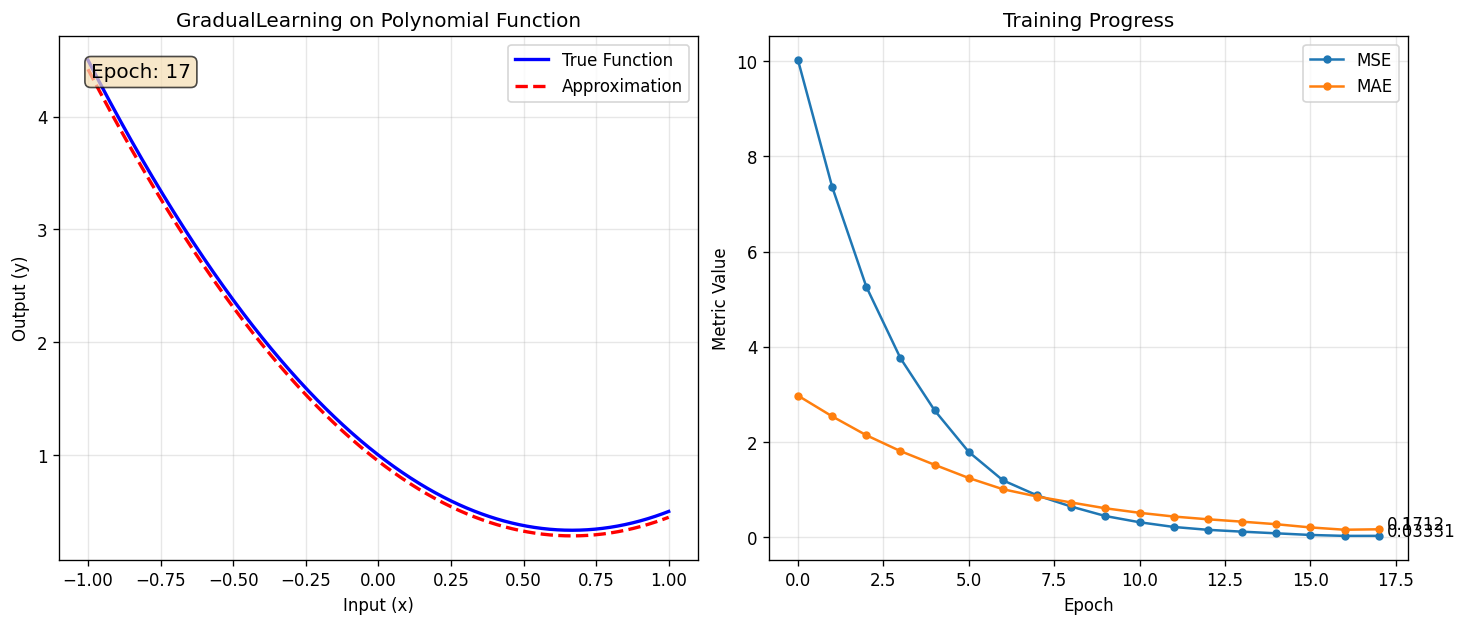 GradualLearning on Polynomial Function
Epoch: 17
True Function
Approximation
4
3
2
1
Output (y)
−1.00 −0.75 −0.50 −0.25 0.00 0.25 0.50 0.75 1.00
Input (x)
Training Progress
MSE
MAE
10
8
6
4
2
0
Metric Value
0.1712
0.03331
0.0 2.5 5.0 7.5 10.0 12.5 15.0 17.5
Epoch